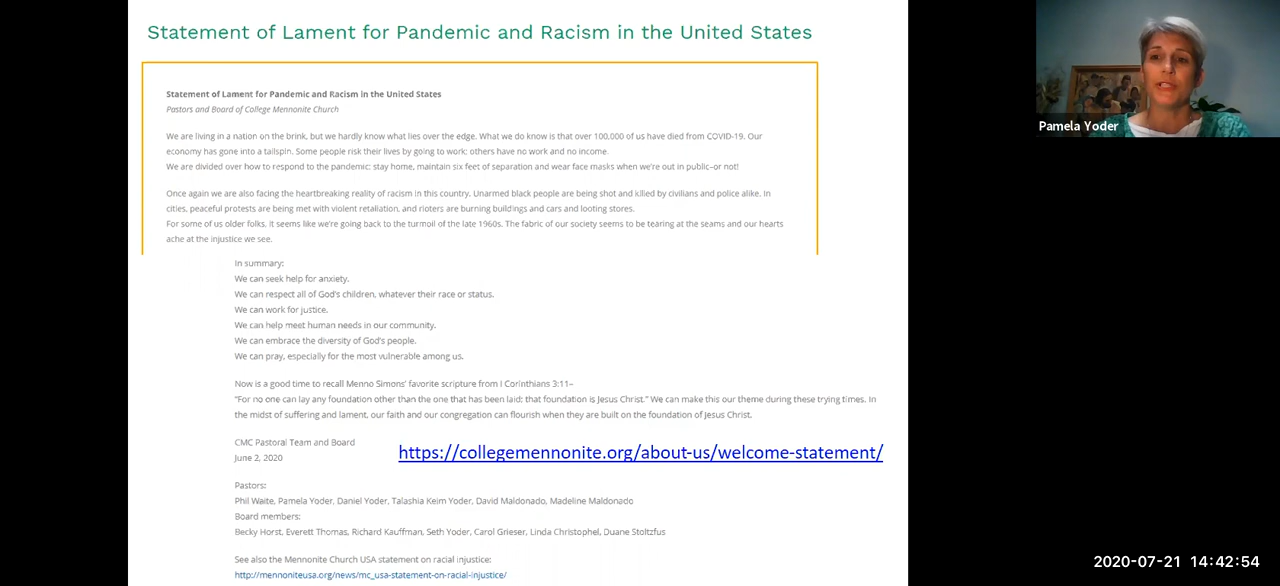 Statement of Lament for Pandemic and Racism in the United States
Statement of Lament for Pandemic and Racism in the United States
Pastors and Board of College Mennonite Church
We are living in a nation on the brink, but we hardly know what lies over the edge. What we do know is that over 100,000 of us have died from COVID-19. Our
economy has gone into a tailspin. Some people risk their lives by going to work; others have no work and no income.
We are divided over how to respond to the pandemic: stay home, maintain six feet of separation and wear face masks when we're out in public–or not!
Once again we are also facing the heartbreaking reality of racism in this country. Unarmed black people are being shot and killed by civilians and police alike. In
cities, peaceful protests are being met with violent retaliation, and rioters are burning buildings and cars and looting stores.
For some of us older folks, it seems like we're going back to the turmoil of the late 1960s. The fabric of our society seems to be tearing at the seams and our hearts
ache at the injustice we see.
In summary:
We can seek help for anxiety.
We can respect all of God's children, whatever their race or status.
We can work for justice.
We can help meet human needs in our community.
We can embrace the diversity of God's people.
We can pray, especially for the most vulnerable among us.
Now is a good time to recall Menno Simons' favorite scripture from I Corinthians 3:11–
"For no one can lay any foundation other than the one that has been laid; that foundation is Jesus Christ." We can make this our theme during these trying times. In
the midst of suffering and lament, our faith and our congregation can flourish when they are built on the foundation of Jesus Christ.
CMC Pastoral Team and Board
June 2, 2020
https://collegemennonite.org/about-us/welcome-statement/
Pastors:
Phil Waite, Pamela Yoder, Daniel Yoder, Talashia Keim Yoder, David Maldonado, Madeline Maldonado
Board members:
Becky Horst, Everett Thomas, Richard Kauffman, Seth Yoder, Carol Grieser, Linda Christophel, Duane Stoltzfus
See also the Mennonite Church USA statement on racial injustice:
http://mennoniteusa.org/news/mc_usa-statement-on-racial-injustice/
Pamela Yoder
2020-07-21 14:42:54